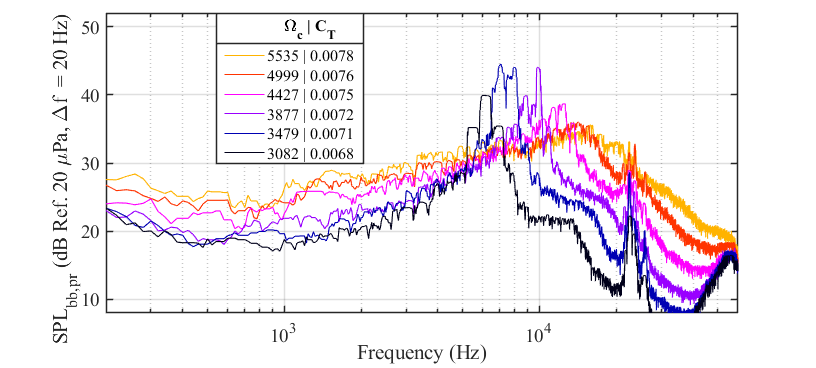 50
40
30
20
10
SPL_bb,pr (dB Ref. 20 μPa, Δf = 20 Hz)
Ω_c | C_T
5535 | 0.0078
4999 | 0.0076
4427 | 0.0075
3877 | 0.0072
3479 | 0.0071
3082 | 0.0068
10^3
10^4
Frequency (Hz)